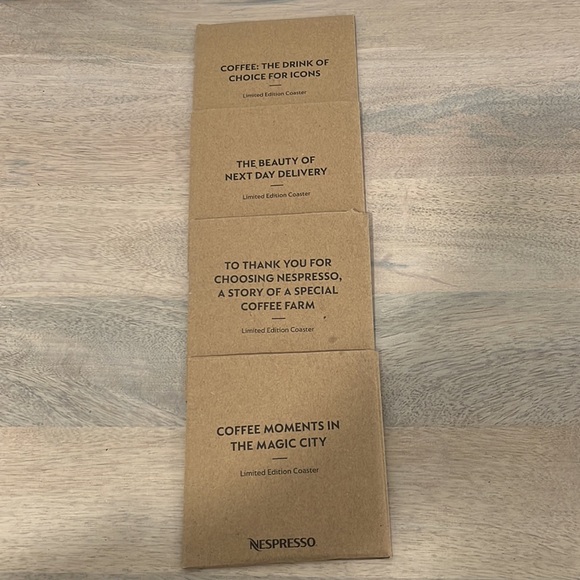 COFFEE: THE DRINK OF
CHOICE FOR ICONS
Limited Edition Coaster
THE BEAUTY OF
NEXT DAY DELIVERY
Limited Edition Coaster
TO THANK YOU FOR
CHOOSING NESPRESSO,
A STORY OF A SPECIAL
COFFEE FARM
Limited Edition Coaster
COFFEE MOMENTS IN
THE MAGIC CITY
Limited Edition Coaster
NESPRESSO